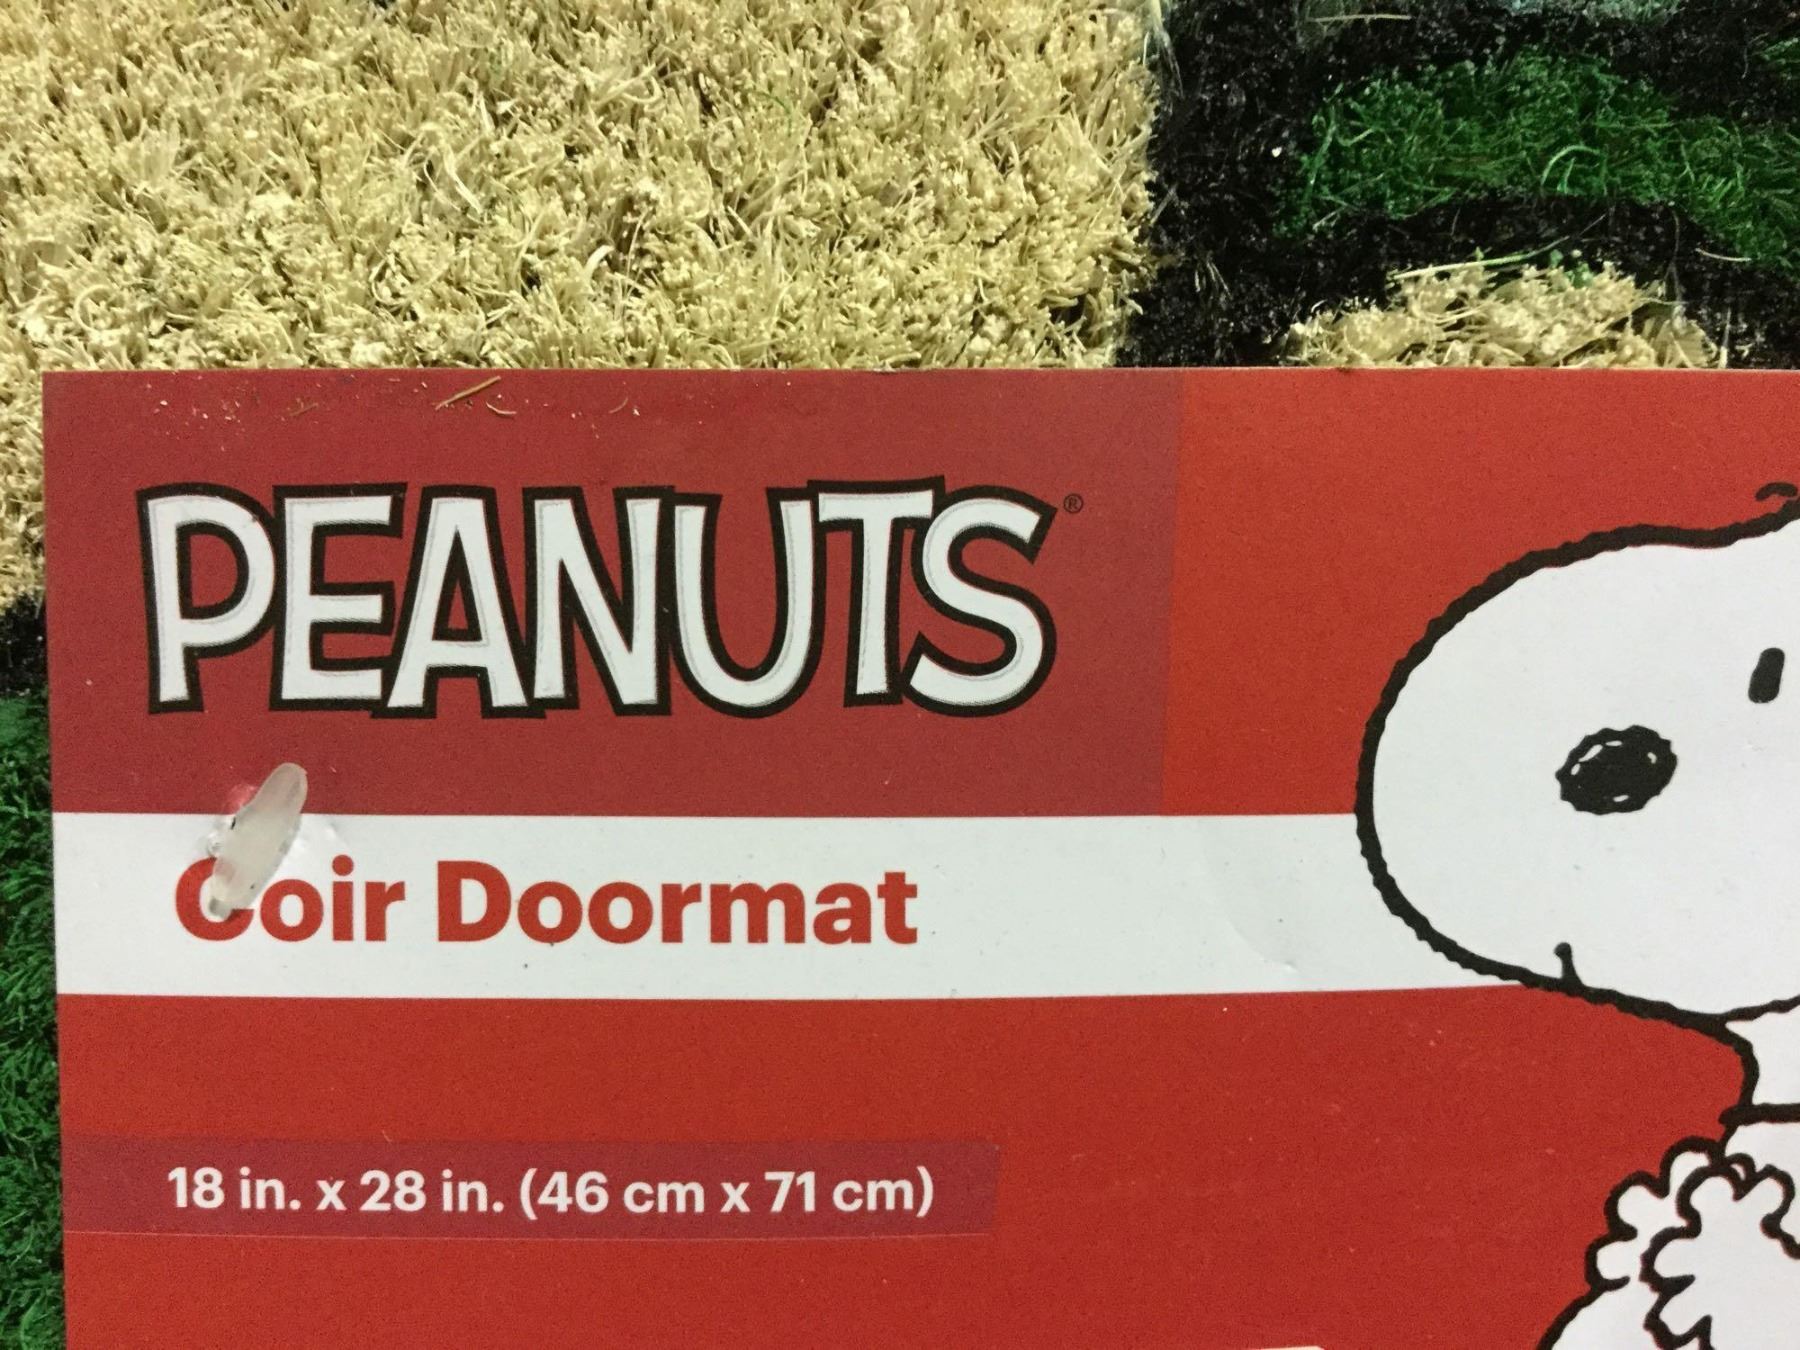 PEANUTS®
Coir Doormat
18 in. x 28 in. (46 cm x 71 cm)